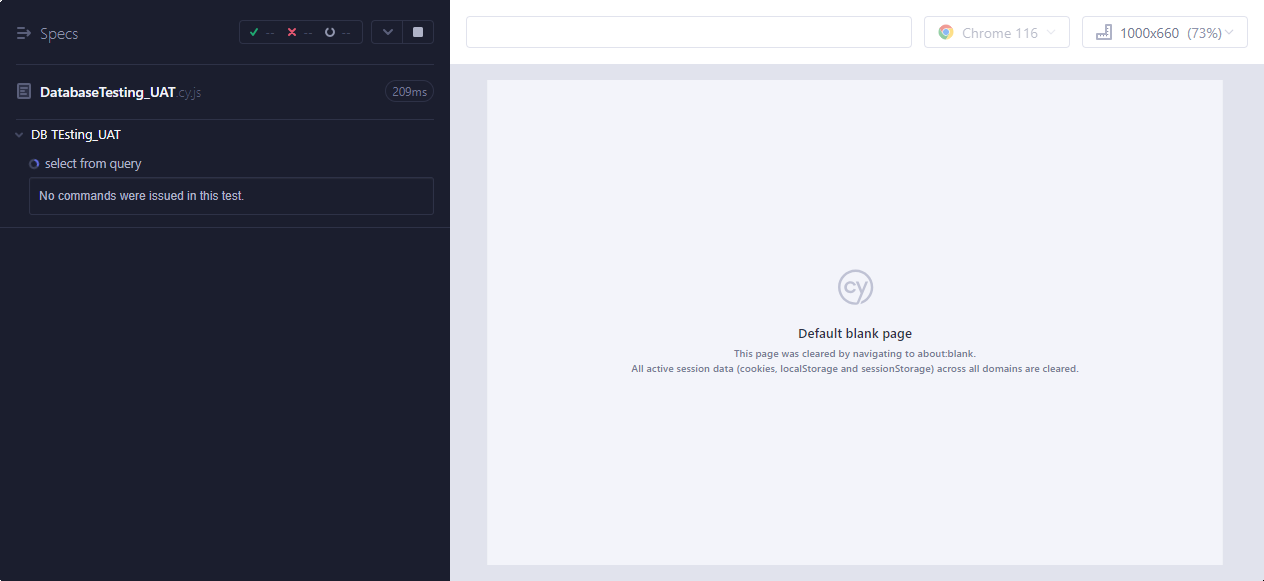 Specs
-- -- --
DatabaseTesting_UAT.cy.js
209ms
DB TEsting_UAT
select from query
No commands were issued in this test.
Chrome 116
1000x660 (73%)
cy
Default blank page
This page was cleared by navigating to about:blank.
All active session data (cookies, localStorage and sessionStorage) across all domains are cleared.